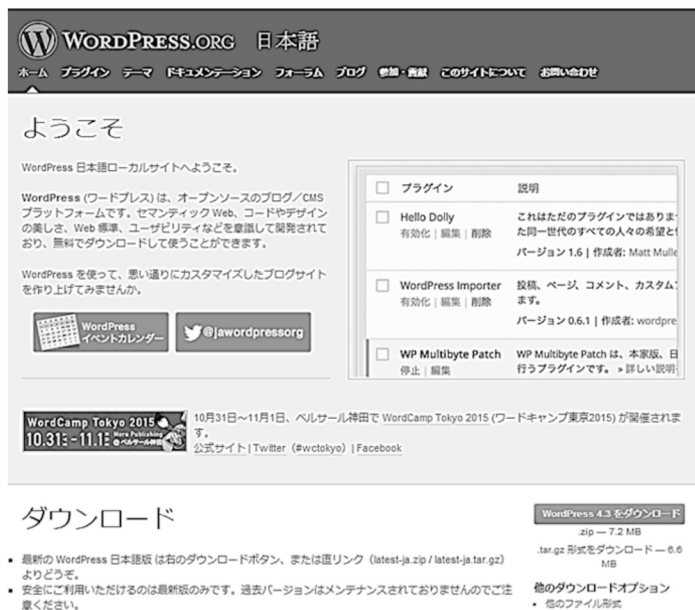 WORDPRESS.ORG 日本語
ホーム プラグイン テーマ ドキュメンテーション フォーラム ブログ 参加・貢献 このサイトについて お問い合わせ
ようこそ
WordPress 日本語ローカルサイトへようこそ。
WordPress (ワードプレス) は、オープンソースのブログ／CMS
プラットフォームです。セマンティック Web、コードやデザイン
の美しさ、Web 標準、ユーザビリティなどを意識して開発されて
おり、無料でダウンロードして使うことができます。
WordPress を使って、思い通りにカスタマイズしたブログサイト
を作り上げてみませんか。
WordPress
イベントカレンダー
@jawordpressorg
プラグイン 説明
Hello Dolly これはただのプラグインではありま
有効化 | 編集 | 削除 た同一世代のすべての人々の希望と
バージョン 1.6 | 作成者: Matt Mulle
WordPress Importer 投稿、ページ、コメント、カスタム
有効化 | 編集 | 削除 ます。
バージョン 0.6.1 | 作成者: wordpre
WP Multibyte Patch WP Multibyte Patch は、本家版、日
停止 | 編集 行うプラグインです。 » 詳しい説明
WordCamp Tokyo 2015
10.31 - 11.1 More Publishing @ベルサール神田
10月31日～11月1日、ベルサール神田で WordCamp Tokyo 2015 (ワードキャンプ東京2015) が開催されま
す。
公式サイト | Twitter（#wctokyo）| Facebook
ダウンロード
最新の WordPress 日本語版 は右のダウンロードボタン、または直リンク（latest-ja.zip / latest-ja.tar.gz）
よりどうぞ。
安全にご利用いただけるのは最新版のみです。過去バージョンはメンテナンスされておりませんのでご注
意ください。
WordPress 4.3 をダウンロード
.zip — 7.2 MB
.tar.gz 形式をダウンロード — 6.6
MB
他のダウンロードオプション
他のファイル形式